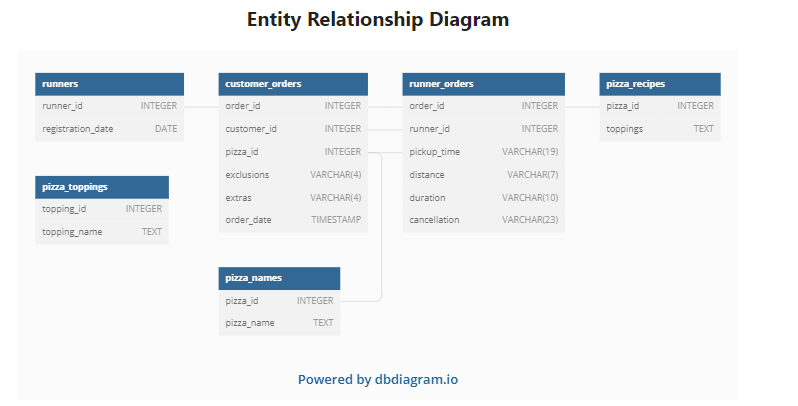 Entity Relationship Diagram
runners
runner_id INTEGER
registration_date DATE
customer_orders
order_id INTEGER
customer_id INTEGER
pizza_id INTEGER
exclusions VARCHAR(4)
extras VARCHAR(4)
order_date TIMESTAMP
runner_orders
order_id INTEGER
runner_id INTEGER
pickup_time VARCHAR(19)
distance VARCHAR(7)
duration VARCHAR(10)
cancellation VARCHAR(23)
pizza_recipes
pizza_id INTEGER
toppings TEXT
pizza_toppings
topping_id INTEGER
topping_name TEXT
pizza_names
pizza_id INTEGER
pizza_name TEXT
Powered by dbdiagram.io